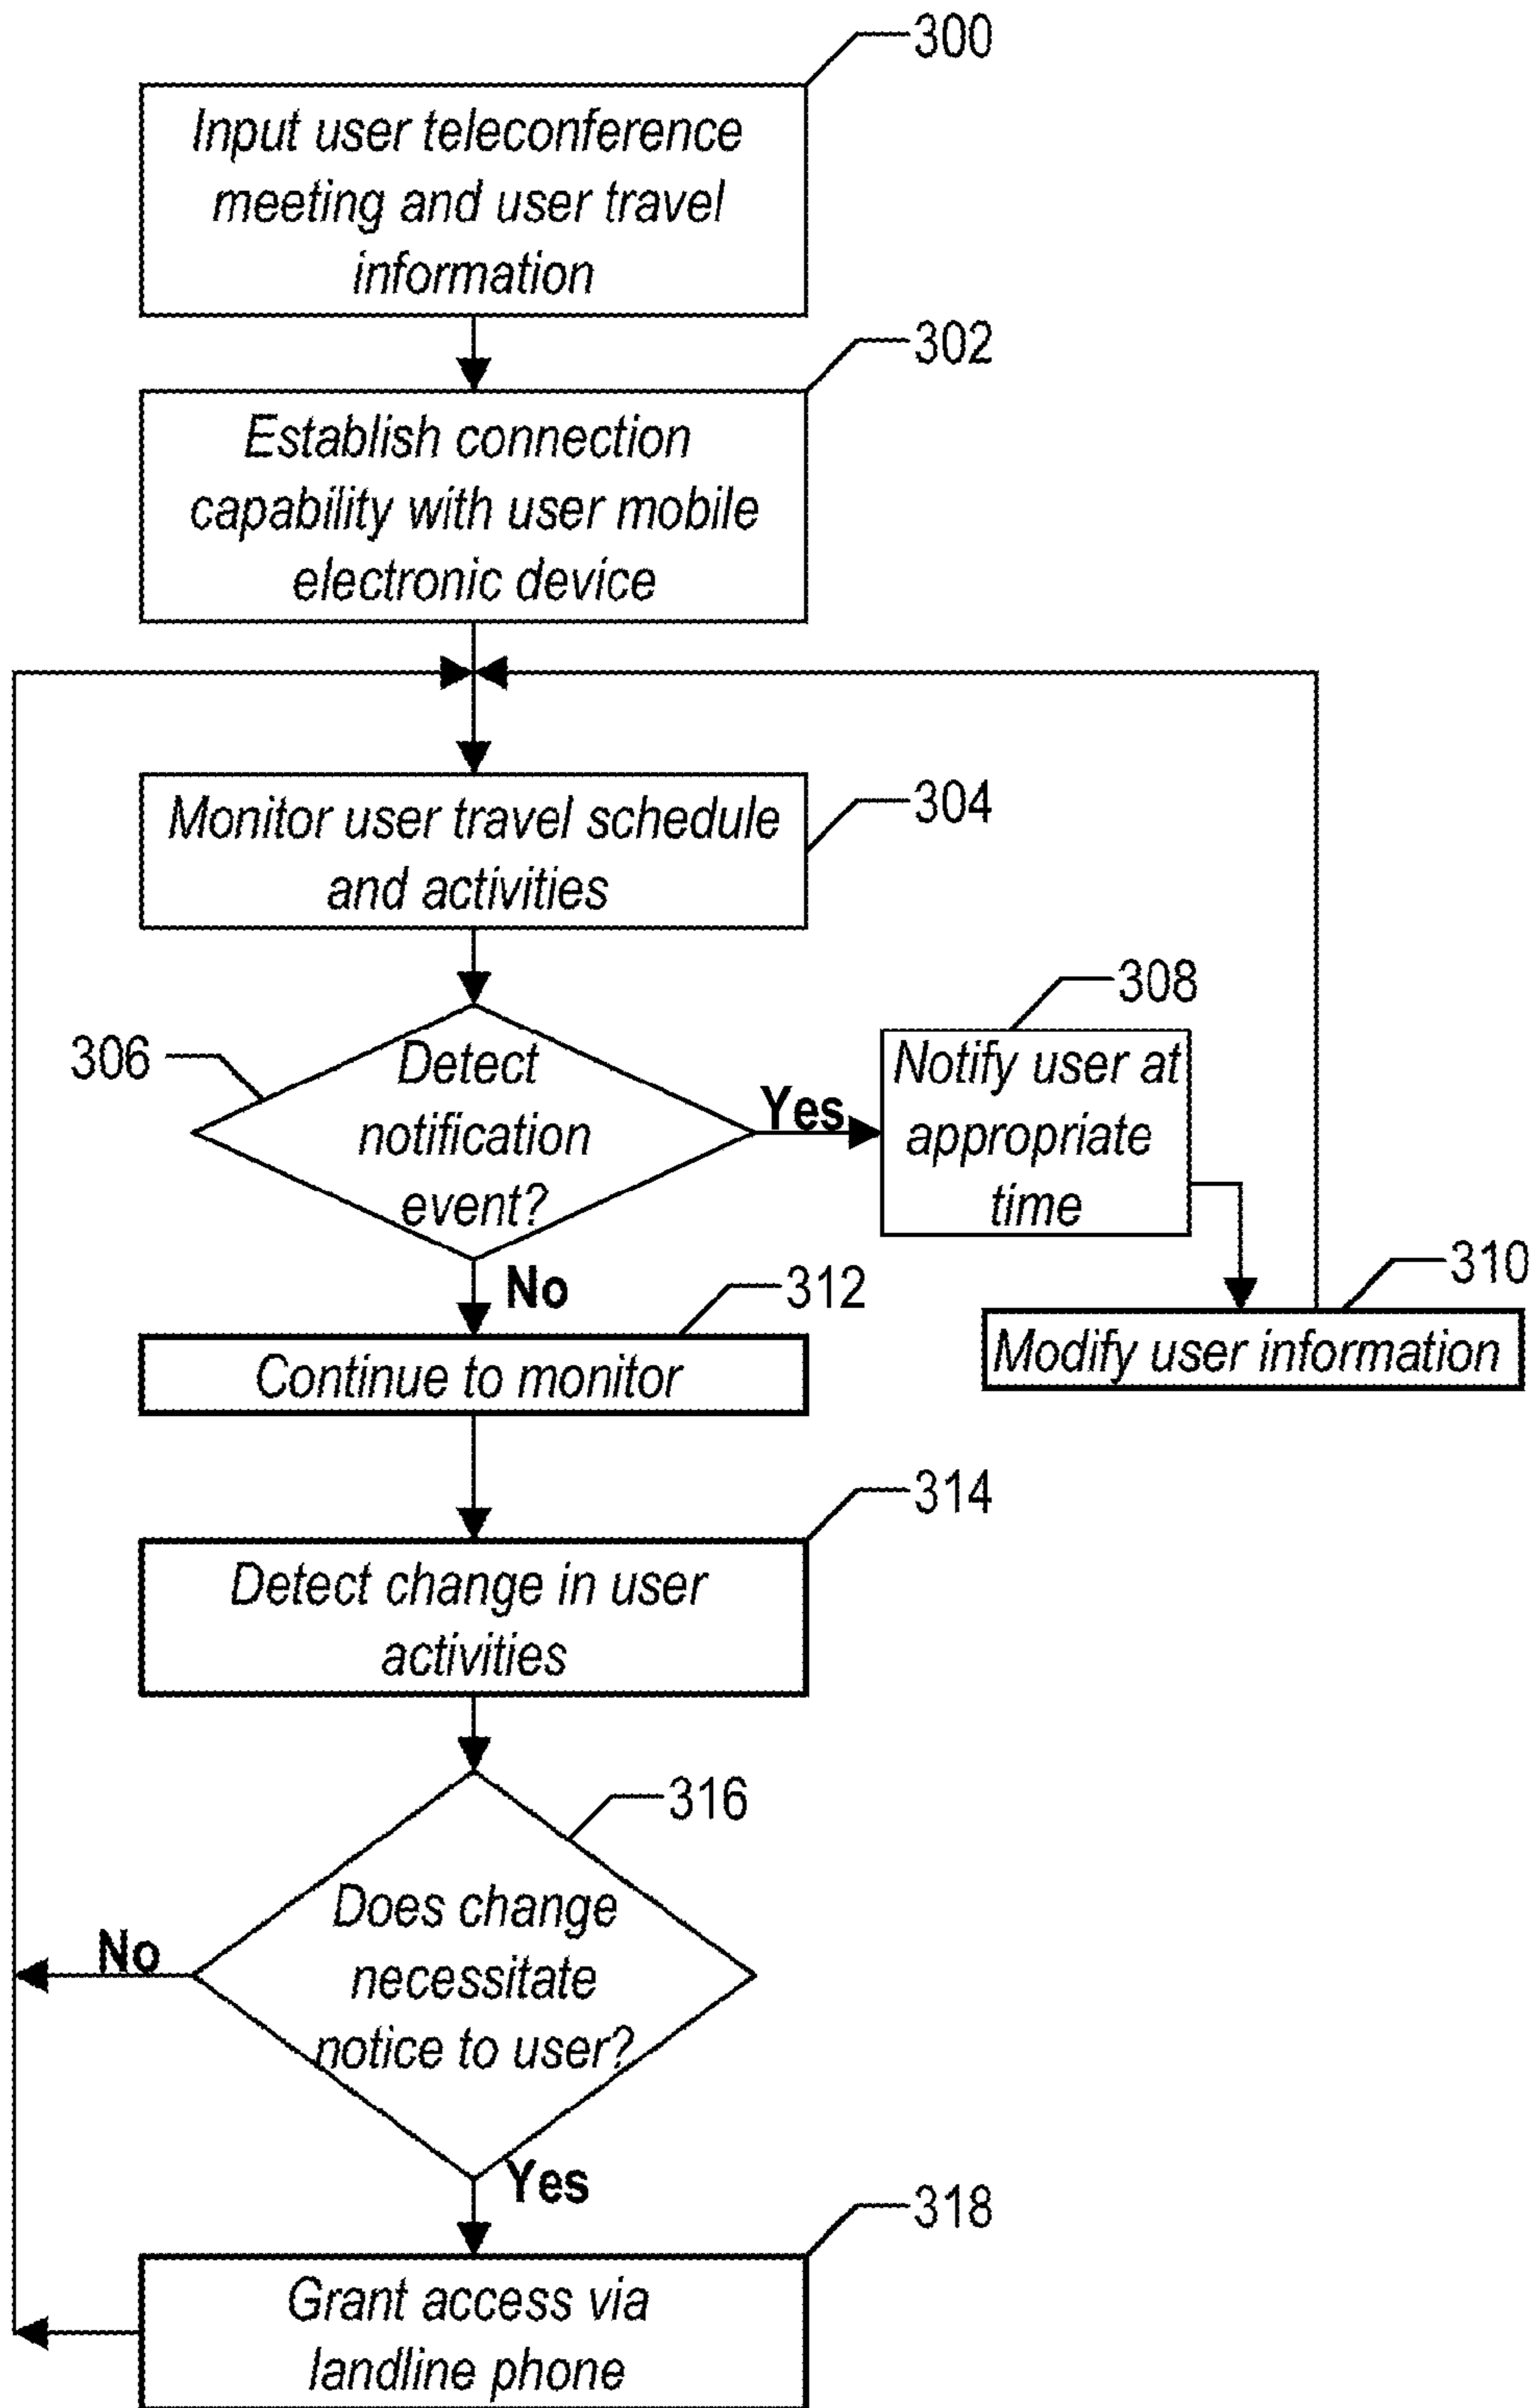 300
Input user teleconference
meeting and user travel
information
302
Establish connection
capability with user mobile
electronic device
304
Monitor user travel schedule
and activities
306
Detect
notification
event?
Yes
308
Notify user at
appropriate
time
310
Modify user information
No
312
Continue to monitor
314
Detect change in user
activities
316
Does change
necessitate
notice to user?
No
Yes
318
Grant access via
landline phone